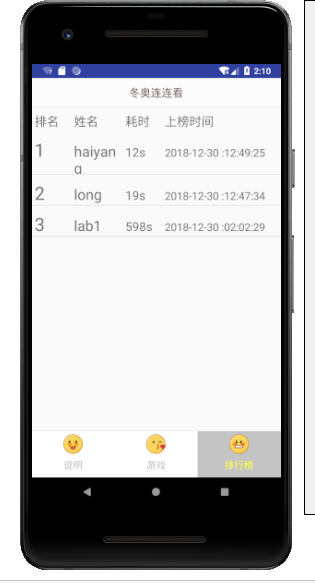 2:10
冬奥连连看
排名 姓名 耗时 上榜时间
1 haiyang 12s 2018-12-30 :12:49:25
2 long 19s 2018-12-30 :12:47:34
3 lab1 598s 2018-12-30 :02:02:29
说明 游戏 排行榜